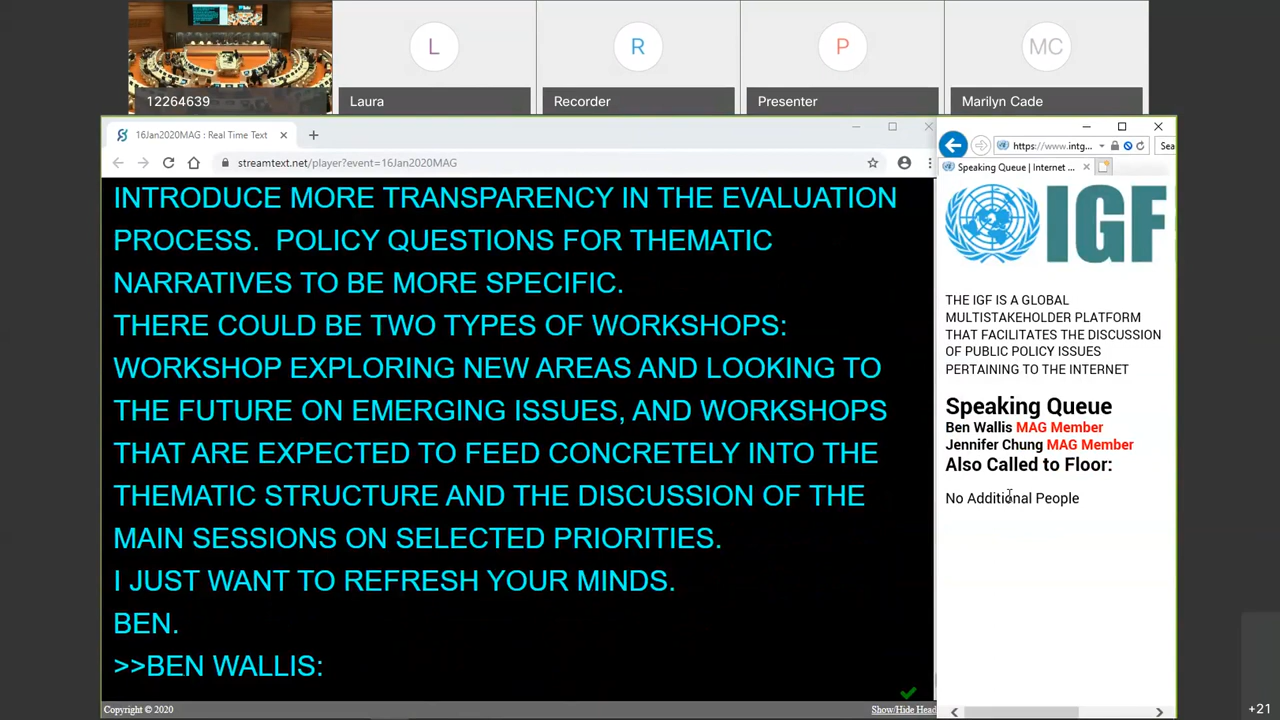 L
R
P
MC
12264639
Laura
Recorder
Presenter
Marilyn Cade
16Jan2020MAG : Real Time Text
streamtext.net/player?event=16Jan2020MAG
INTRODUCE MORE TRANSPARENCY IN THE EVALUATION
PROCESS.  POLICY QUESTIONS FOR THEMATIC
NARRATIVES TO BE MORE SPECIFIC.
THERE COULD BE TWO TYPES OF WORKSHOPS:
WORKSHOP EXPLORING NEW AREAS AND LOOKING TO
THE FUTURE ON EMERGING ISSUES, AND WORKSHOPS
THAT ARE EXPECTED TO FEED CONCRETELY INTO THE
THEMATIC STRUCTURE AND THE DISCUSSION OF THE
MAIN SESSIONS ON SELECTED PRIORITIES.
I JUST WANT TO REFRESH YOUR MINDS.
BEN.
>>BEN WALLIS:
Copyright © 2020
Show/Hide Head
https://www.intg...
Sea
Speaking Queue | Internet ...
IGF
THE IGF IS A GLOBAL
MULTISTAKEHOLDER PLATFORM
THAT FACILITATES THE DISCUSSION
OF PUBLIC POLICY ISSUES
PERTAINING TO THE INTERNET
Speaking Queue
Ben Wallis MAG Member
Jennifer Chung MAG Member
Also Called to Floor:
No Additional People
+21